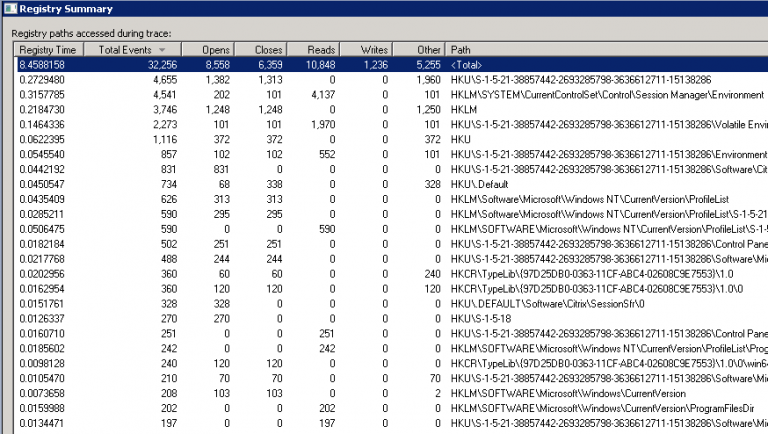 Registry Summary
Registry paths accessed during trace:
Registry Time Total Events Opens Closes Reads Writes Other Path
8.4588158 32,256 8,558 6,359 10,848 1,236 5,255 <Total>
0.2729480 4,655 1,382 1,313 0 0 1,960 HKU\S-1-5-21-38857442-2693285798-3636612711-15138286
0.3157785 4,541 202 101 4,137 0 101 HKLM\SYSTEM\CurrentControlSet\Control\Session Manager\Environment
0.2184730 3,746 1,248 1,248 0 0 1,250 HKLM
0.1464336 2,273 101 101 1,970 0 101 HKU\S-1-5-21-38857442-2693285798-3636612711-15138286\Volatile Envir
0.0622395 1,116 372 372 0 0 372 HKU
0.0545540 857 102 102 552 0 101 HKU\S-1-5-21-38857442-2693285798-3636612711-15138286\Environment
0.0442192 831 831 0 0 0 0 HKU\S-1-5-21-38857442-2693285798-3636612711-15138286\Software\Citr
0.0450547 734 68 338 0 0 328 HKU\.Default
0.0435409 626 313 313 0 0 0 HKLM\Software\Microsoft\Windows NT\CurrentVersion\ProfileList
0.0285211 590 295 295 0 0 0 HKLM\Software\Microsoft\Windows NT\CurrentVersion\ProfileList\S-1-5-21
0.0506475 590 0 0 590 0 0 HKLM\SOFTWARE\Microsoft\Windows NT\CurrentVersion\ProfileList\S-1-5
0.0182184 502 251 251 0 0 0 HKU\S-1-5-21-38857442-2693285798-3636612711-15138286\Control Pane
0.0217768 488 244 244 0 0 0 HKU\S-1-5-21-38857442-2693285798-3636612711-15138286\Software\Mic
0.0202956 360 60 60 0 0 240 HKCR\TypeLib\{97D25DB0-0363-11CF-ABC4-02608C9E7553}\1.0
0.0162954 360 120 120 0 0 120 HKCR\TypeLib\{97D25DB0-0363-11CF-ABC4-02608C9E7553}\1.0\0
0.0151761 328 328 0 0 0 0 HKU\.DEFAULT\Software\Citrix\SessionSfr\0
0.0126337 270 270 0 0 0 0 HKU\S-1-5-18
0.0160710 251 0 0 251 0 0 HKU\S-1-5-21-38857442-2693285798-3636612711-15138286\Control Pane
0.0185602 242 0 0 242 0 0 HKLM\SOFTWARE\Microsoft\Windows NT\CurrentVersion\ProfileList\Prog
0.0098128 240 120 120 0 0 0 HKCR\TypeLib\{97D25DB0-0363-11CF-ABC4-02608C9E7553}\1.0\0\win6
0.0105470 210 70 70 0 0 70 HKU\S-1-5-21-38857442-2693285798-3636612711-15138286\Software\Mic
0.0073658 208 103 103 0 0 2 HKLM\SOFTWARE\Microsoft\Windows\CurrentVersion
0.0159988 202 0 0 202 0 0 HKLM\SOFTWARE\Microsoft\Windows\CurrentVersion\ProgramFilesDir
0.0134471 197 0 0 197 0 0 HKU\S-1-5-21-38857442-2693285798-3636612711-15138286\Software\Mic